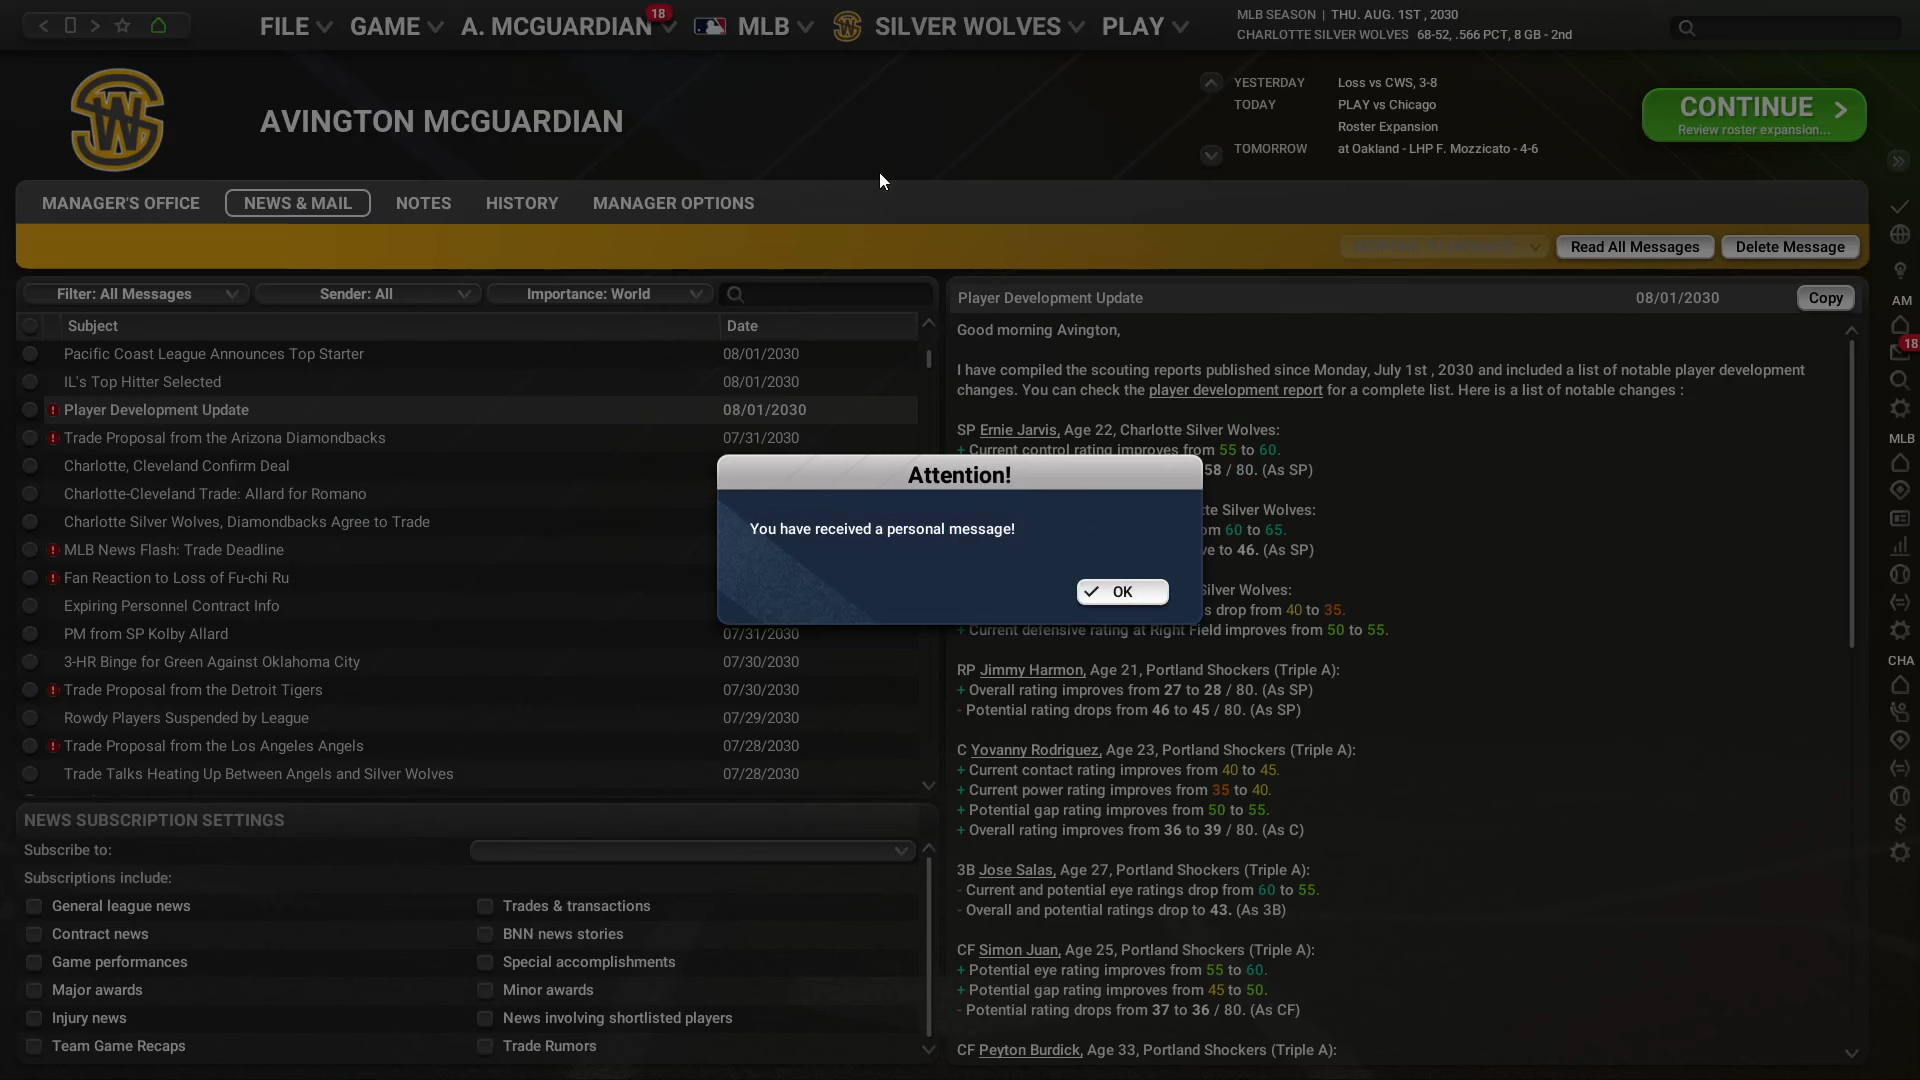 FILE
GAME
A. MCGUARDIAN
18
MLB
SILVER WOLVES
PLAY
MLB SEASON | THU. AUG. 1ST , 2030
CHARLOTTE SILVER WOLVES 68-52, .566 PCT, 8 GB - 2nd
AVINGTON MCGUARDIAN
YESTERDAY Loss vs CWS, 3-8
TODAY PLAY vs Chicago
Roster Expansion
TOMORROW at Oakland - LHP F. Mozzicato - 4-6
CONTINUE
Review roster expansion...
MANAGER'S OFFICE
NEWS & MAIL
NOTES
HISTORY
MANAGER OPTIONS
Read All Messages
Delete Message
Filter: All Messages
Sender: All
Importance: World
Subject Date
Pacific Coast League Announces Top Starter 08/01/2030
IL's Top Hitter Selected 08/01/2030
Player Development Update 08/01/2030
Trade Proposal from the Arizona Diamondbacks 07/31/2030
Charlotte, Cleveland Confirm Deal
Charlotte-Cleveland Trade: Allard for Romano
Charlotte Silver Wolves, Diamondbacks Agree to Trade
MLB News Flash: Trade Deadline
Fan Reaction to Loss of Fu-chi Ru
Expiring Personnel Contract Info
PM from SP Kolby Allard 07/31/2030
3-HR Binge for Green Against Oklahoma City 07/30/2030
Trade Proposal from the Detroit Tigers 07/30/2030
Rowdy Players Suspended by League 07/29/2030
Trade Proposal from the Los Angeles Angels 07/28/2030
Trade Talks Heating Up Between Angels and Silver Wolves 07/28/2030
NEWS SUBSCRIPTION SETTINGS
Subscribe to:
Subscriptions include:
General league news Trades & transactions
Contract news BNN news stories
Game performances Special accomplishments
Major awards Minor awards
Injury news News involving shortlisted players
Team Game Recaps Trade Rumors
Player Development Update 08/01/2030 Copy
Good morning Avington,
I have compiled the scouting reports published since Monday, July 1st , 2030 and included a list of notable player development
changes. You can check the player development report for a complete list. Here is a list of notable changes :
SP Ernie Jarvis, Age 22, Charlotte Silver Wolves:
+ Current control rating improves from 55 to 60.
58 / 80. (As SP)
te Silver Wolves:
om 60 to 65.
ve to 46. (As SP)
Silver Wolves:
s drop from 40 to 35.
+ Current defensive rating at Right Field improves from 50 to 55.
RP Jimmy Harmon, Age 21, Portland Shockers (Triple A):
+ Overall rating improves from 27 to 28 / 80. (As SP)
- Potential rating drops from 46 to 45 / 80. (As SP)
C Yovanny Rodriguez, Age 23, Portland Shockers (Triple A):
+ Current contact rating improves from 40 to 45.
+ Current power rating improves from 35 to 40.
+ Potential gap rating improves from 50 to 55.
+ Overall rating improves from 36 to 39 / 80. (As C)
3B Jose Salas, Age 27, Portland Shockers (Triple A):
- Current and potential eye ratings drop from 60 to 55.
- Overall and potential ratings drop to 43. (As 3B)
CF Simon Juan, Age 25, Portland Shockers (Triple A):
+ Potential eye rating improves from 55 to 60.
+ Potential gap rating improves from 45 to 50.
- Potential rating drops from 37 to 36 / 80. (As CF)
CF Peyton Burdick, Age 33, Portland Shockers (Triple A):
Attention!
You have received a personal message!
OK
AM
18
MLB
CHA